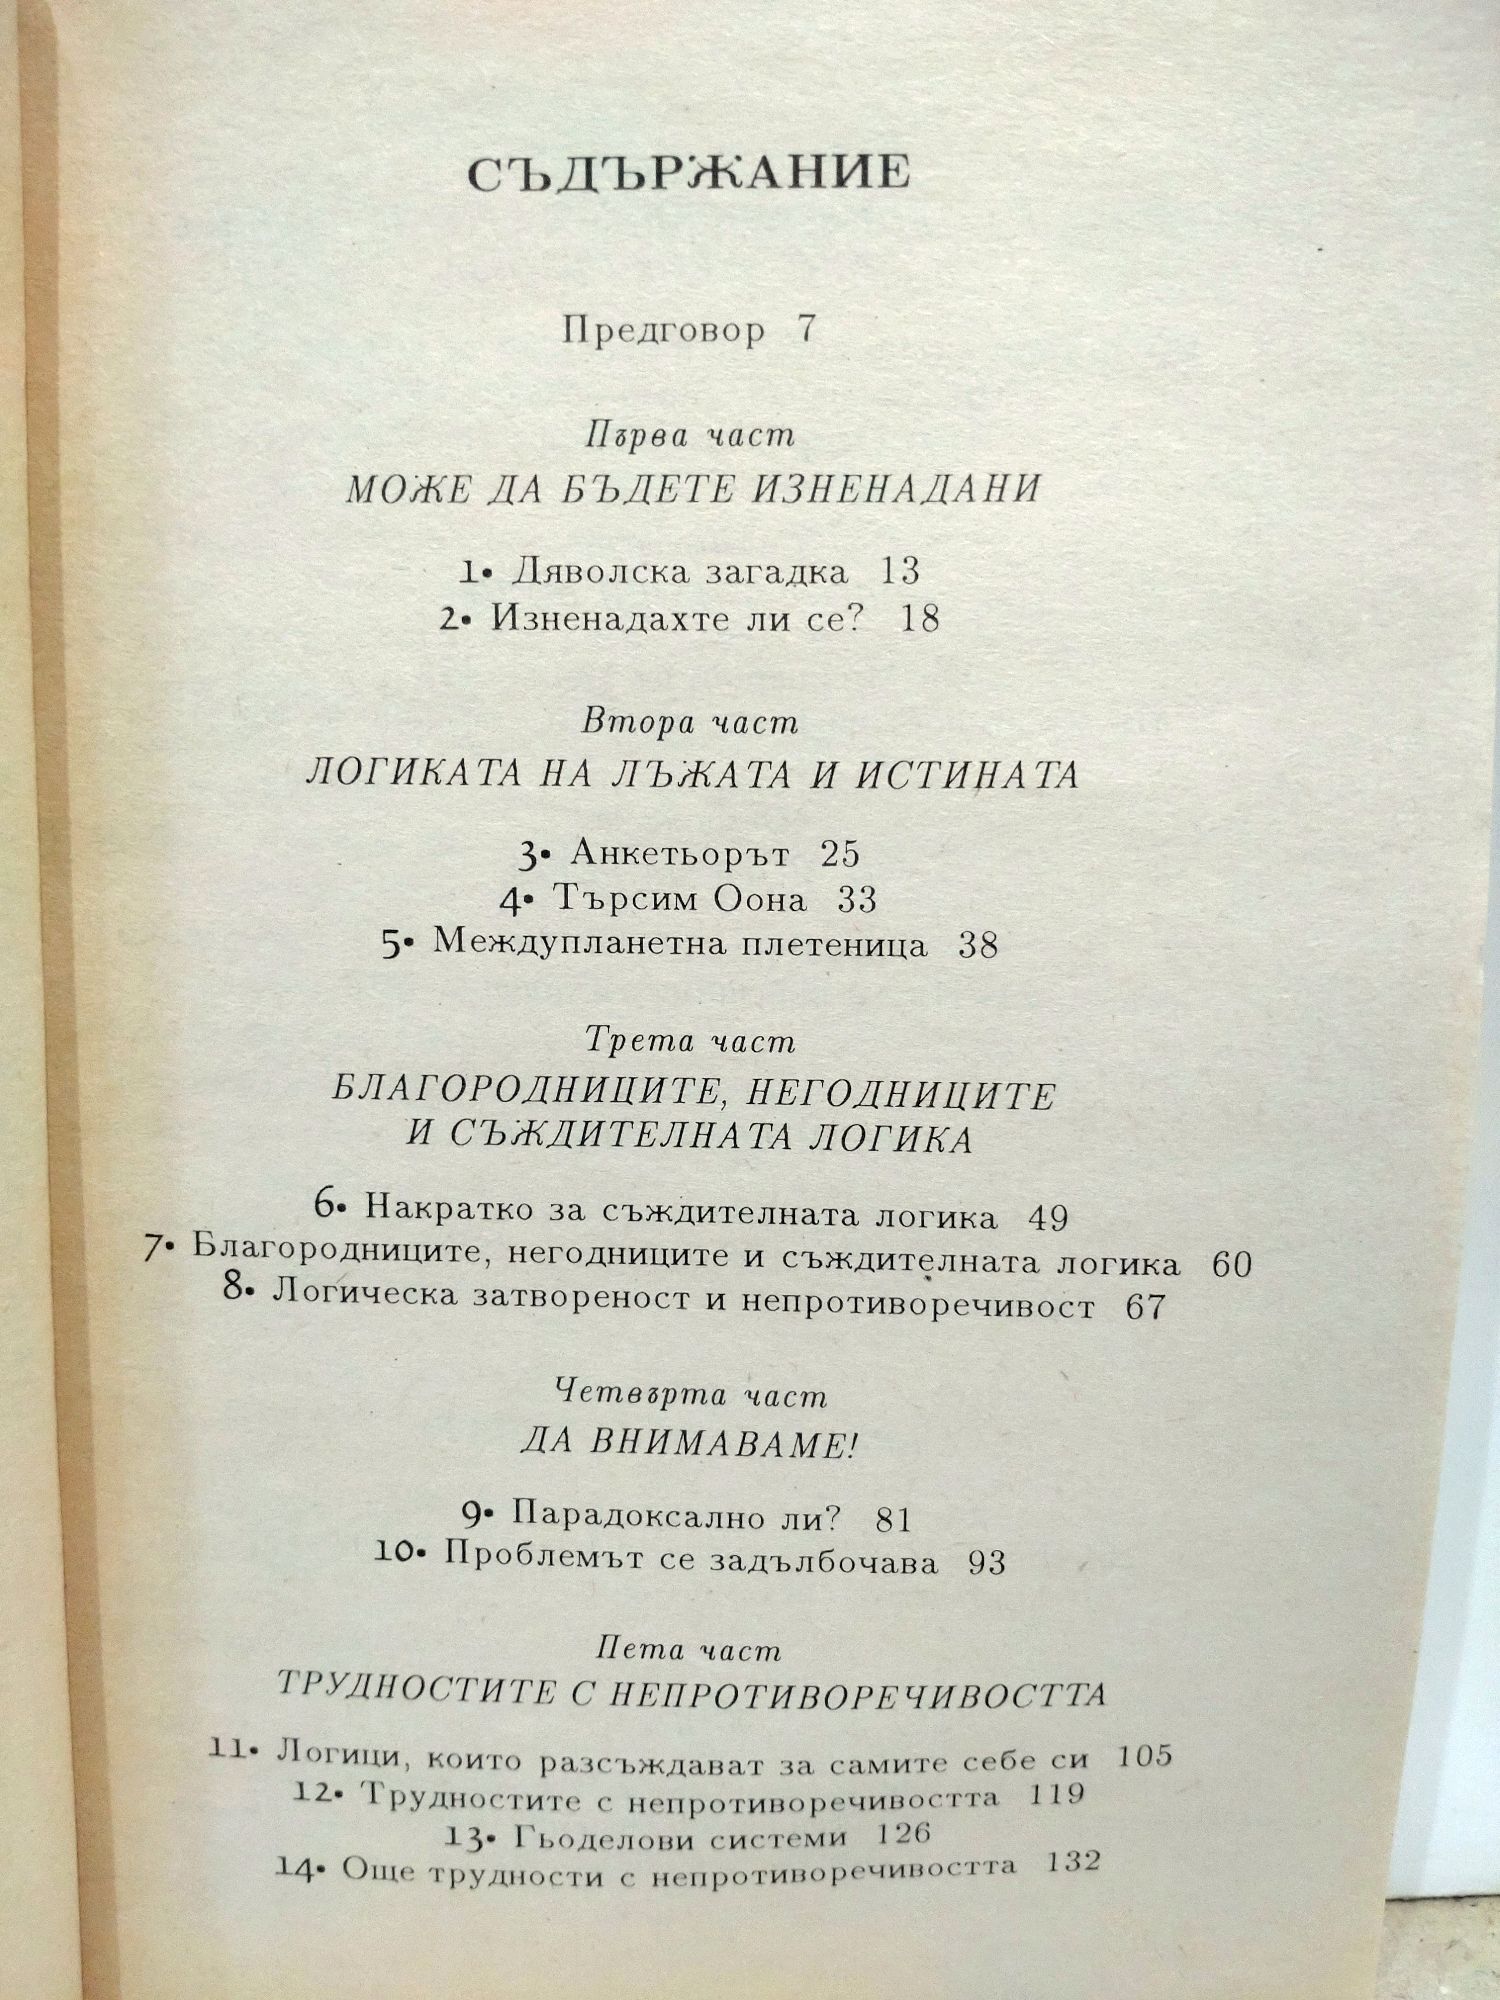 СЪДЪРЖАНИЕ
Предговор 7
Първа част
МОЖЕ ДА БЪДЕТЕ ИЗНЕНАДАНИ
1• Дяволска загадка 13
2• Изненадахте ли се? 18
Втора част
ЛОГИКАТА НА ЛЪЖАТА И ИСТИНАТА
3• Анкетьорът 25
4• Търсим Оона 33
5• Междупланетна плетеница 38
Трета част
БЛАГОРОДНИЦИТЕ, НЕГОДНИЦИТЕ
И СЪЖДИТЕЛНАТА ЛОГИКА
6• Накратко за съждителната логика 49
7• Благородниците, негодниците и съждителната логика 60
8• Логическа затвореност и непротиворечивост 67
Четвърта част
ДА ВНИМАВАМЕ!
9• Парадоксално ли? 81
10• Проблемът се задълбочава 93
Пета част
ТРУДНОСТИТЕ С НЕПРОТИВОРЕЧИВОСТТА
11• Логици, които разсъждават за самите себе си 105
12• Трудностите с непротиворечивостта 119
13• Гьоделови системи 126
14• Още трудности с непротиворечивостта 132